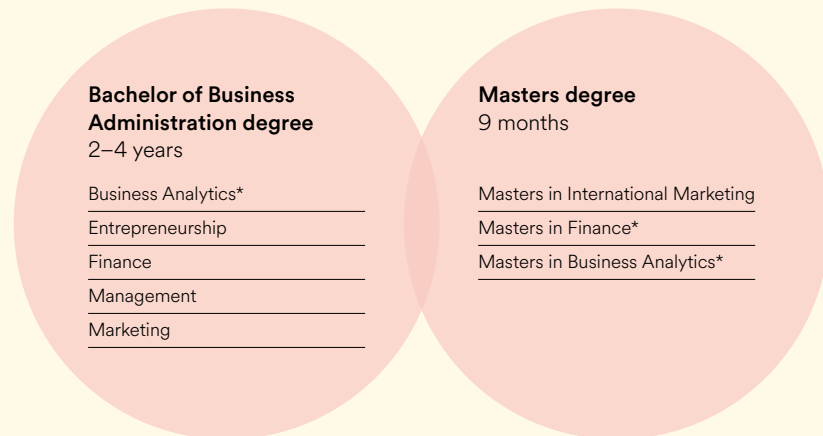 Bachelor of Business
Administration degree
2–4 years
Business Analytics*
Entrepreneurship
Finance
Management
Marketing
Masters degree
9 months
Masters in International Marketing
Masters in Finance*
Masters in Business Analytics*